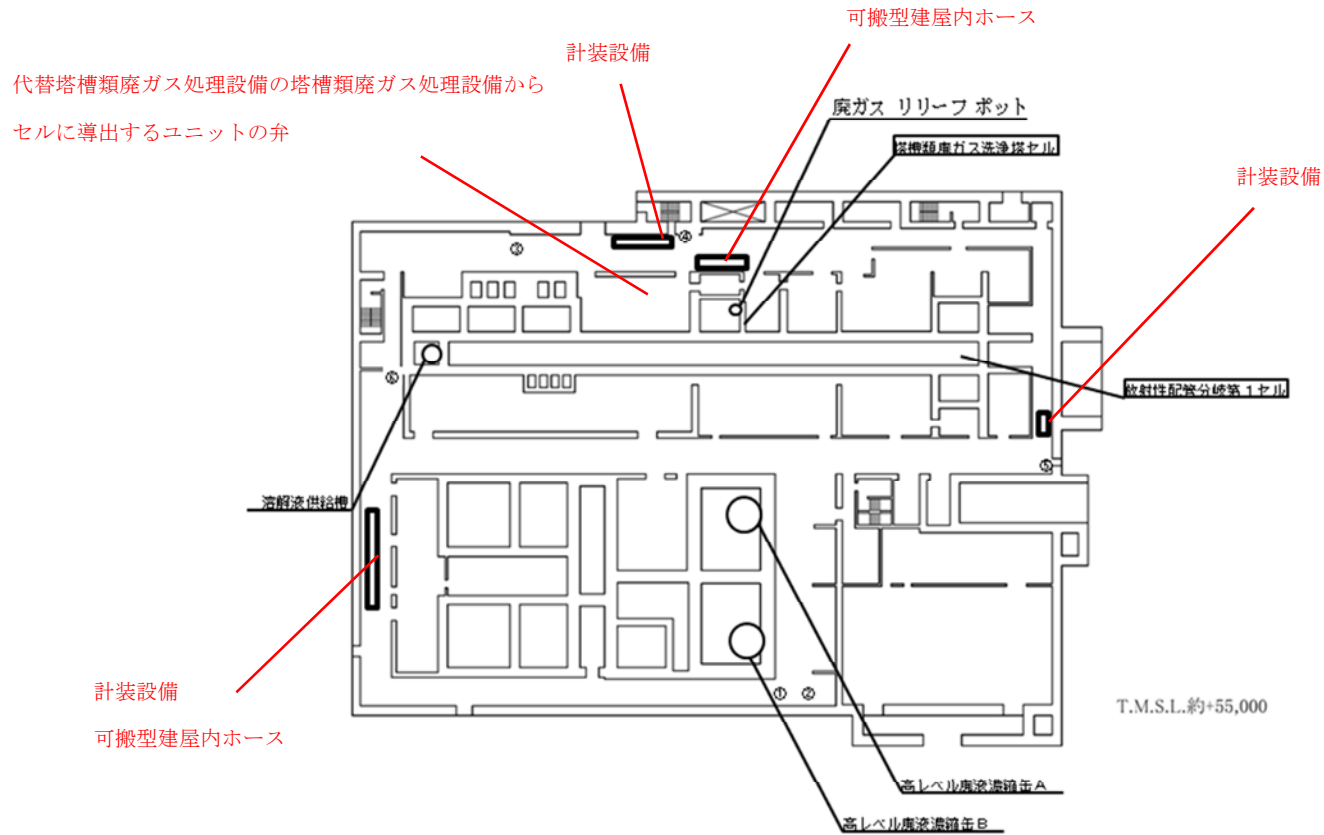 可搬型建屋内ホース
計装設備
代替塔槽類廃ガス処理設備の塔槽類廃ガス処理設備から
セルに導出するユニットの弁
廃ガス リリーフ ポット
塔槽類廃ガス洗浄塔セル
計装設備
③
④
⑥
放射性配管分岐第１セル
⑤
溶解液供給槽
計装設備
可搬型建屋内ホース
① ②
T.M.S.L.約+55,000
高レベル廃液濃縮缶A
高レベル廃液濃縮缶B